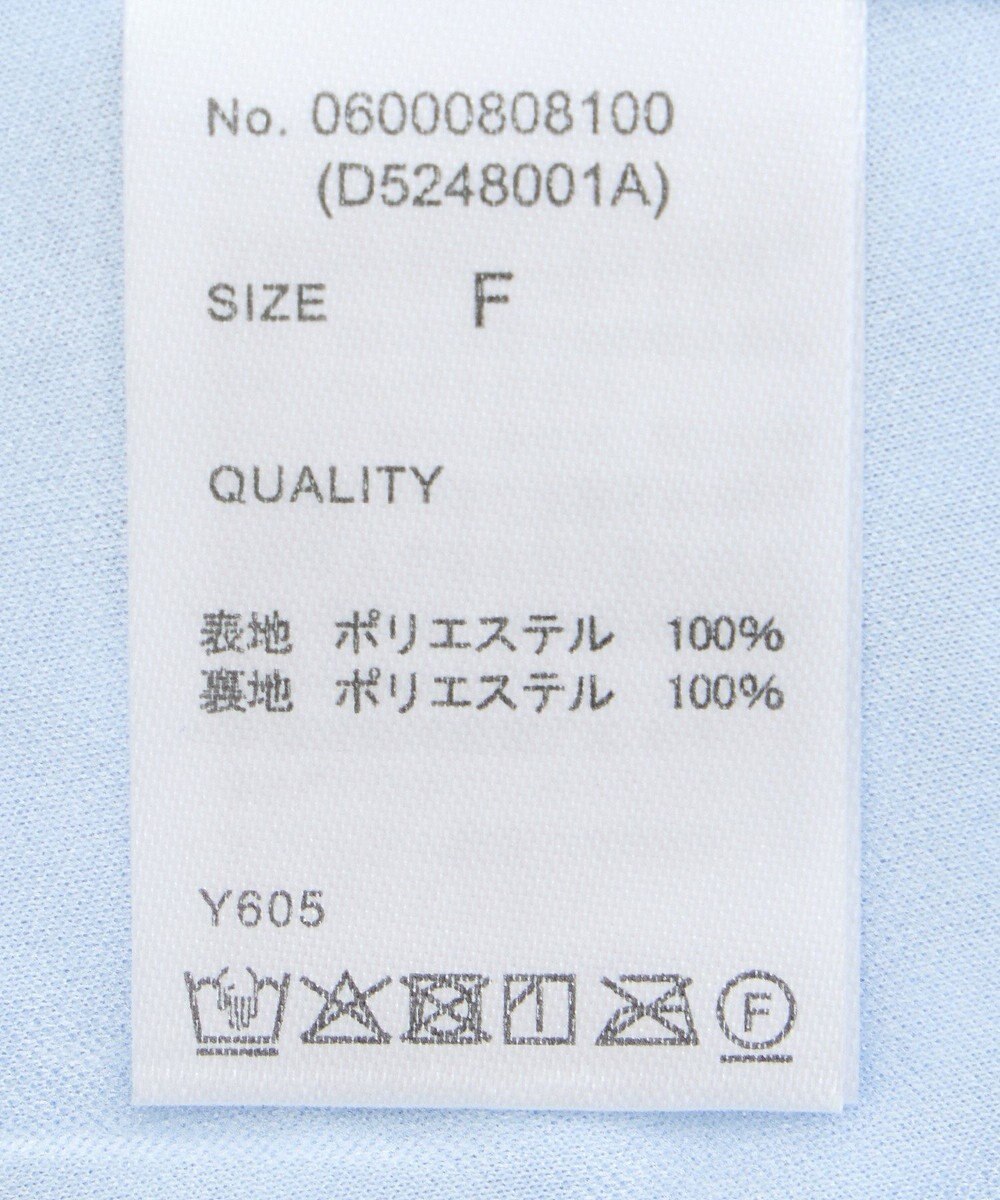 No. 06000808100
(D5248001A)
SIZE F
QUALITY
表地 ポリエステル 100%
裏地 ポリエステル 100%
Y605
F